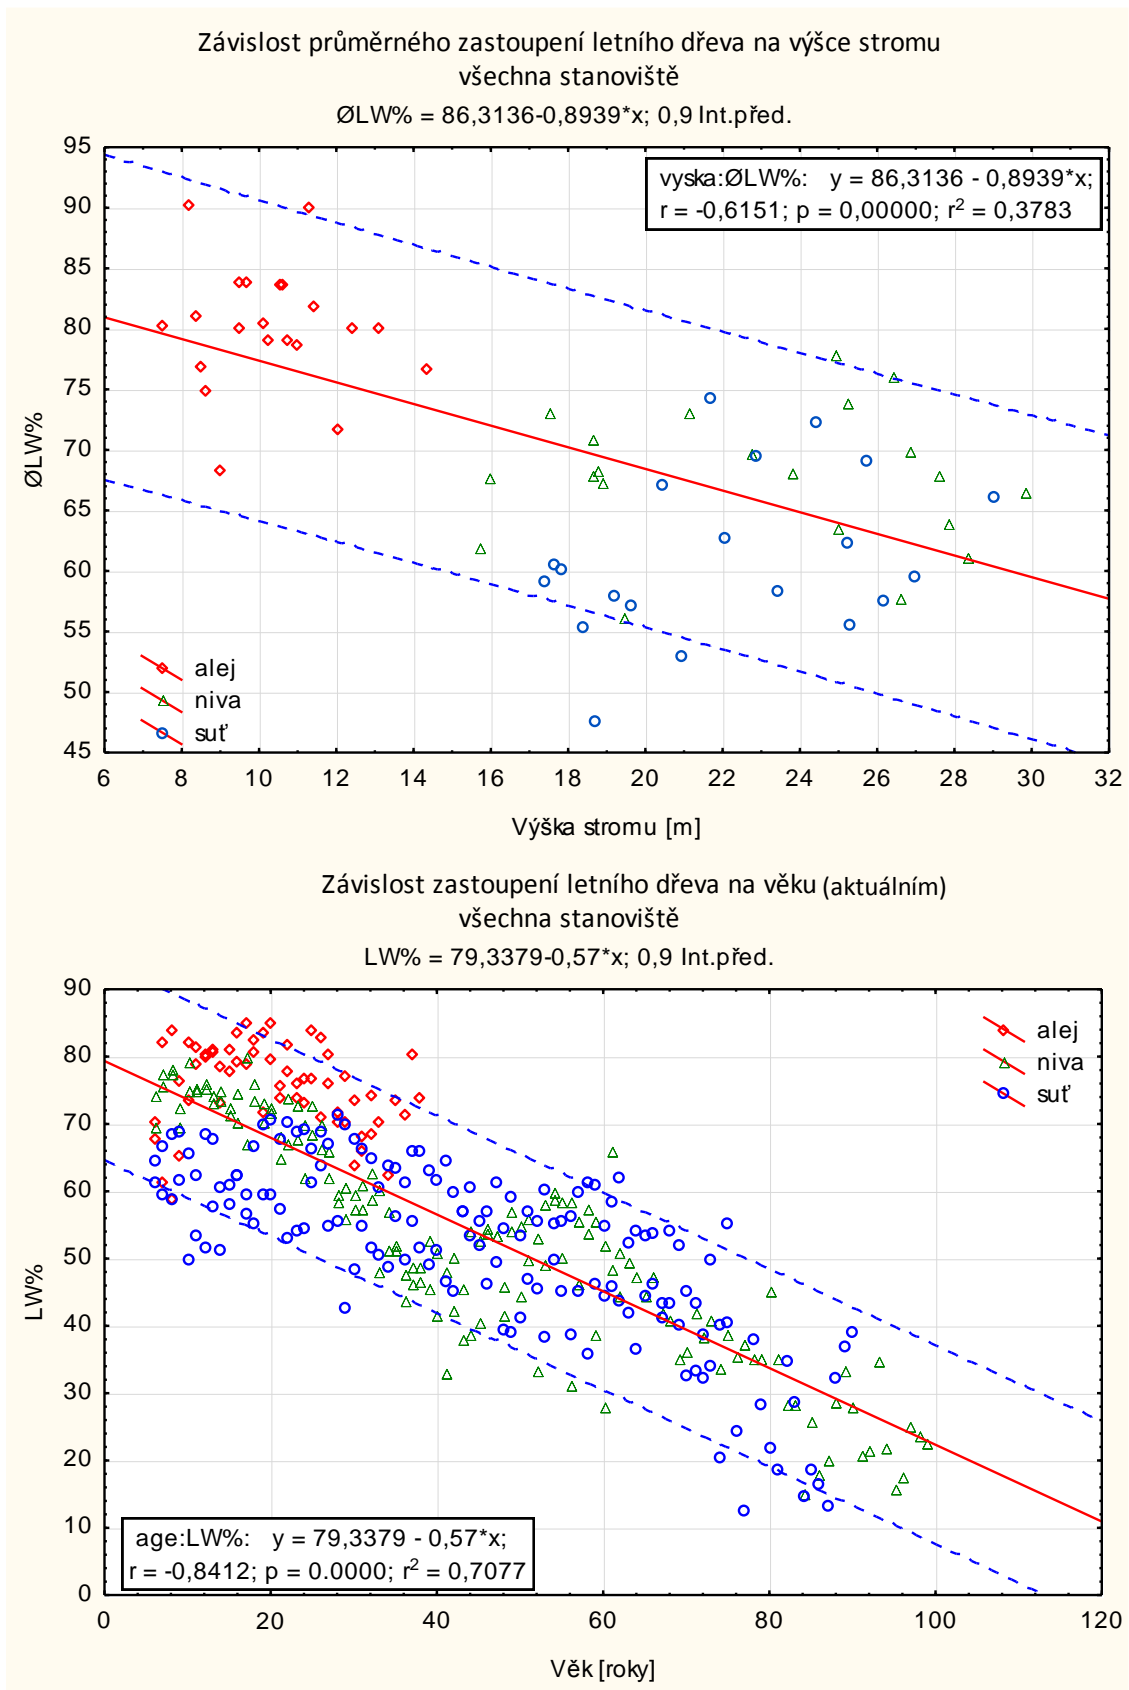 Závislost průměrného zastoupení letního dřeva na výšce stromu
všechna stanoviště
ØLW% = 86,3136-0,8939*x; 0,9 Int.před.
vyska:ØLW%: y = 86,3136 - 0,8939*x;
r = -0,6151; p = 0,00000; r² = 0,3783
95
90
85
80
75
70
65
60
55
50
45
ØLW%
alej
niva
suť
6 8 10 12 14 16 18 20 22 24 26 28 30 32
Výška stromu [m]
Závislost zastoupení letního dřeva na věku (aktuálním)
všechna stanoviště
LW% = 79,3379-0,57*x; 0,9 Int.před.
90
80
70
60
50
40
30
20
10
0
LW%
alej
niva
suť
age:LW%: y = 79,3379 - 0,57*x;
r = -0,8412; p = 0.0000; r² = 0,7077
0 20 40 60 80 100 120
Věk [roky]